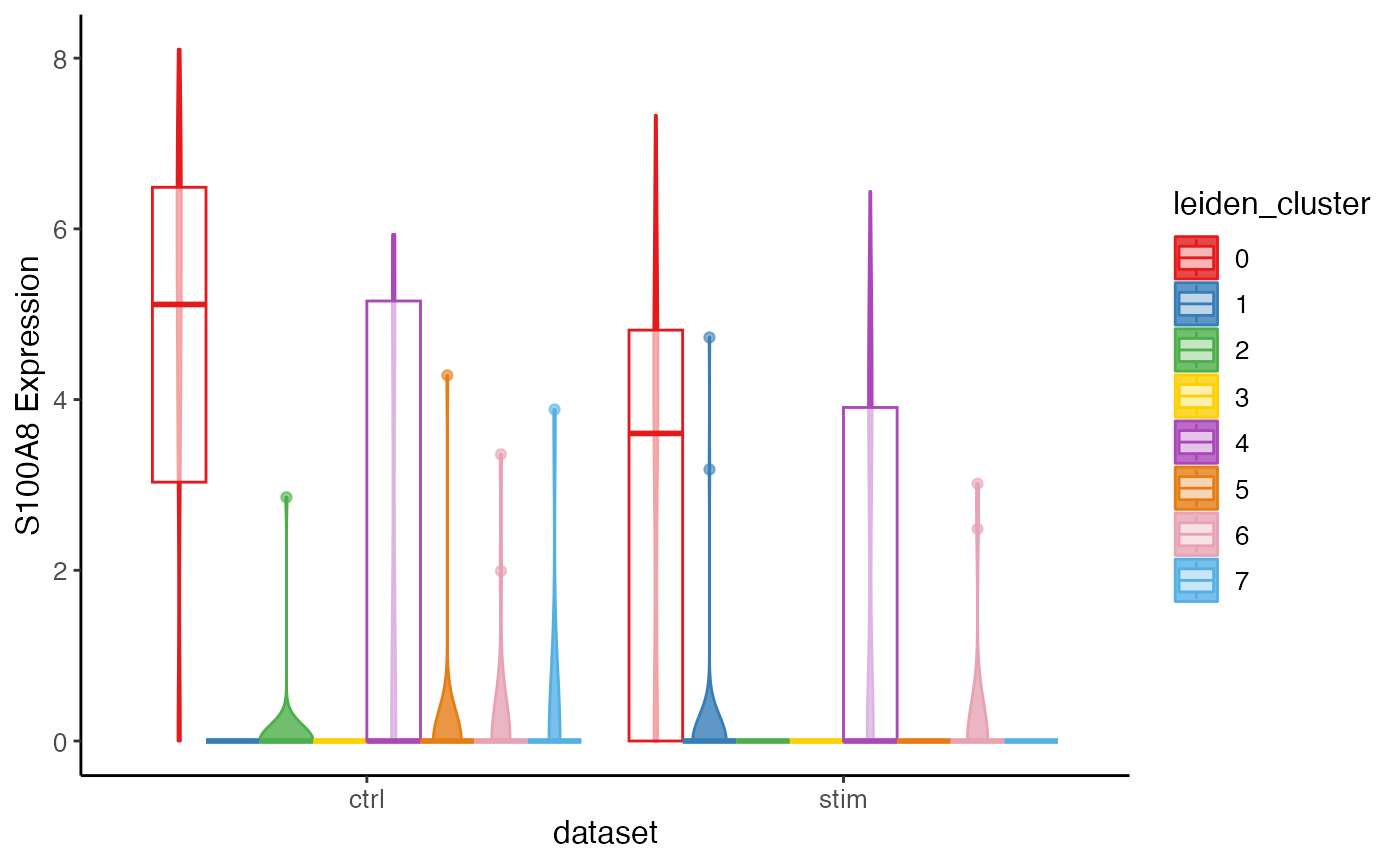 S100A8 Expression
8
6
4
2
0
ctrl
stim
dataset
leiden_cluster
0
1
2
3
4
5
6
7